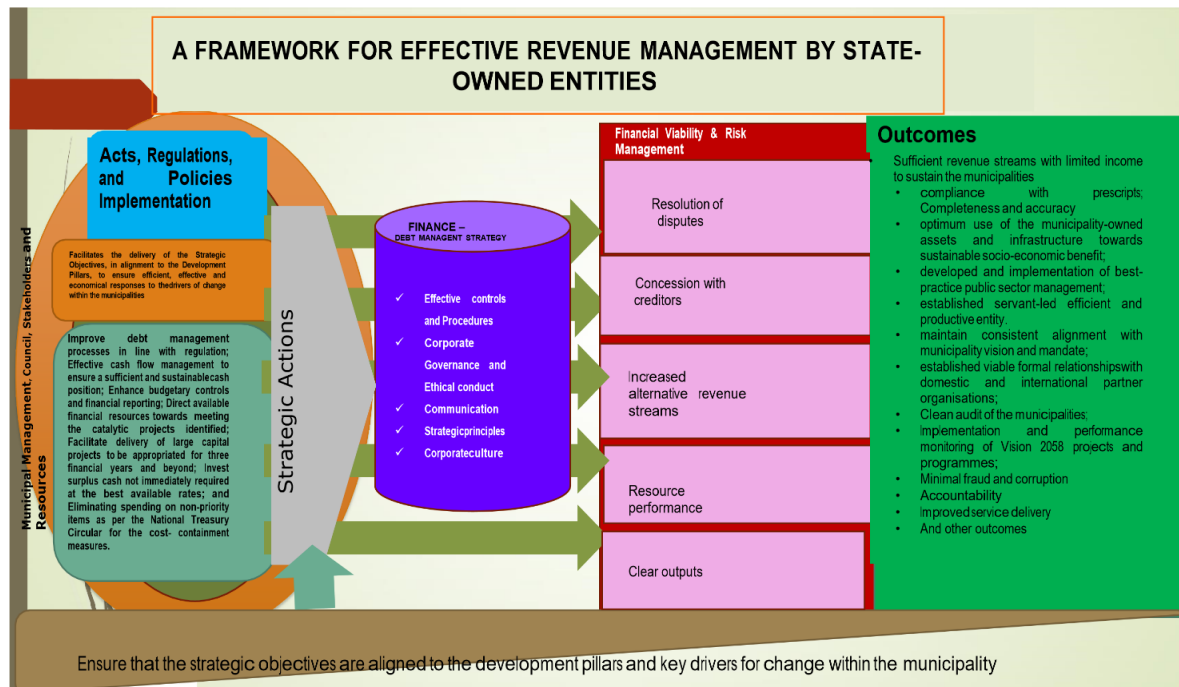 A FRAMEWORK FOR EFFECTIVE REVENUE MANAGEMENT BY STATE-
OWNED ENTITIES
Municipal Management, Council, Stakeholders and
Resources
Acts, Regulations,
and Policies
Implementation
Facilitates the delivery of the Strategic
Objectives, in alignment to the Development
Pillars, to ensure efficient, effective and
economical responses to thedrivers of change
within the municipalities
Improve debt management
processes in line with regulation;
Effective cash flow management to
ensure a sufficient and sustainablecash
position; Enhance budgetary controls
and financial reporting; Direct available
financial resources towards meeting
the catalytic projects identified;
Facilitate delivery of large capital
projects to be appropriated for three
financial years and beyond; Invest
surplus cash not immediately required
at the best available rates; and
Eliminating spending on non-priority
items as per the National Treasury
Circular for the cost- containment
measures.
Strategic Actions
FINANCE –
DEBT MANAGENT STRATEGY
✓ Effective controls
and Procedures
✓ Corporate
Governance and
Ethical conduct
✓ Communication
✓ Strategicprinciples
✓ Corporateculture
Financial Viability & Risk
Management
Resolution of
disputes
Concession with
creditors
Increased
alternative revenue
streams
Resource
performance
Clear outputs
Outcomes
• Sufficient revenue streams with limited income
to sustain the municipalities
• compliance with prescripts;
Completeness and accuracy
• optimum use of the municipality-owned
assets and infrastructure towards
sustainable socio-economic benefit;
• developed and implementation of best-
practice public sector management;
• established servant-led efficient and
productive entity.
• maintain consistent alignment with
municipality vision and mandate;
• established viable formal relationshipswith
domestic and international partner
organisations;
• Clean audit of the municipalities;
• Implementation and performance
monitoring of Vision 2058 projects and
programmes;
• Minimal fraud and corruption
• Accountability
• Improved service delivery
• And other outcomes
Ensure that the strategic objectives are aligned to the development pillars and key drivers for change within the municipality